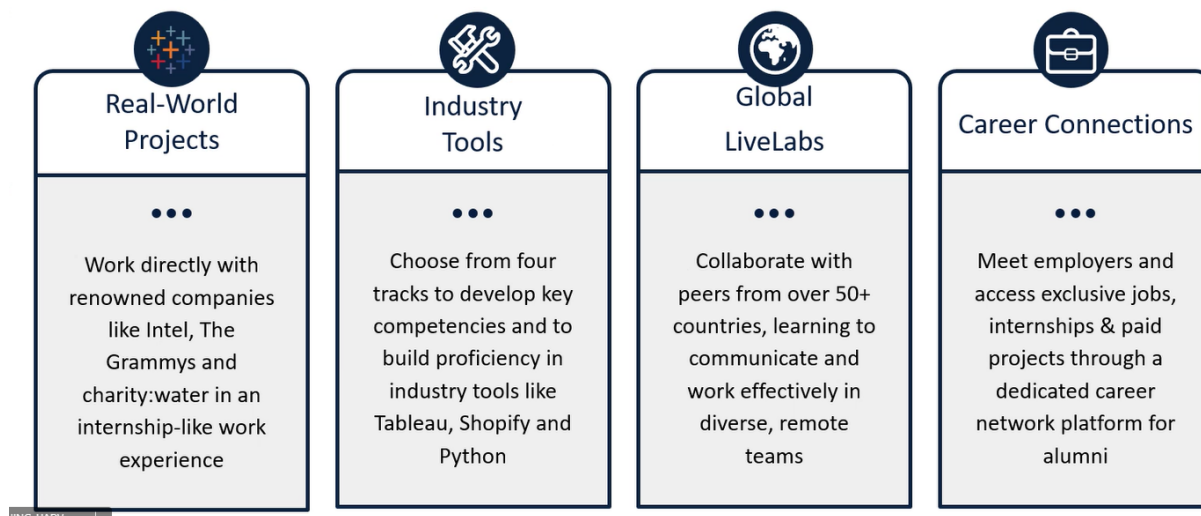 Real-World
Projects
•••
Work directly with
renowned companies
like Intel, The
Grammys and
charity:water in an
internship-like work
experience
Industry
Tools
•••
Choose from four
tracks to develop key
competencies and to
build proficiency in
industry tools like
Tableau, Shopify and
Python
Global
LiveLabs
•••
Collaborate with
peers from over 50+
countries, learning to
communicate and
work effectively in
diverse, remote
teams
Career Connections
•••
Meet employers and
access exclusive jobs,
internships & paid
projects through a
dedicated career
network platform for
alumni